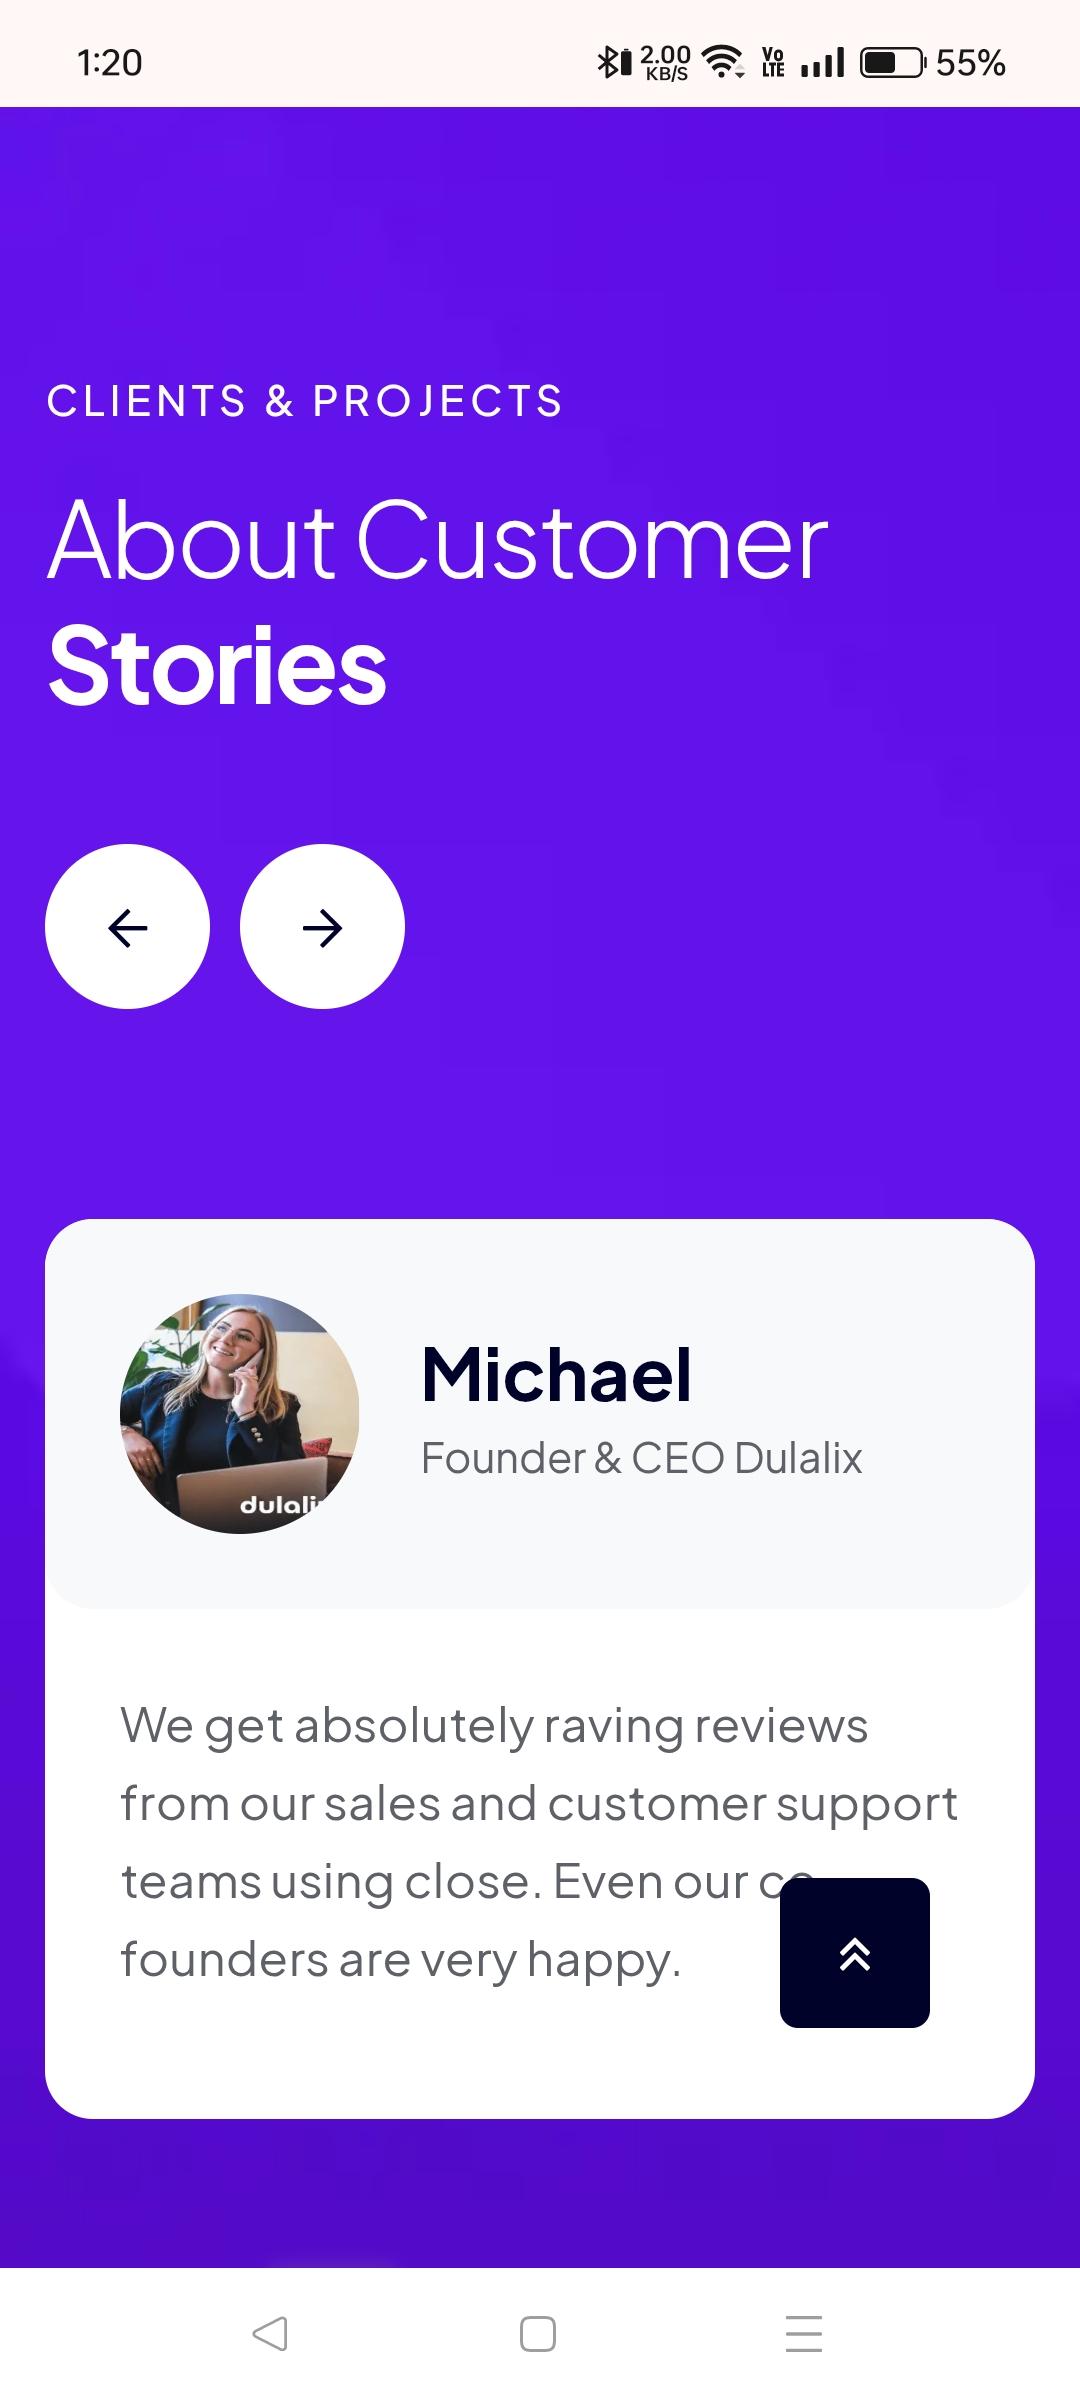 1:20
2.00
KB/S
Vo
LTE
55%
CLIENTS & PROJECTS
About Customer
Stories
Michael
Founder & CEO Dulalix
dulali
We get absolutely raving reviews
from our sales and customer support
teams using close. Even our co
founders are very happy.